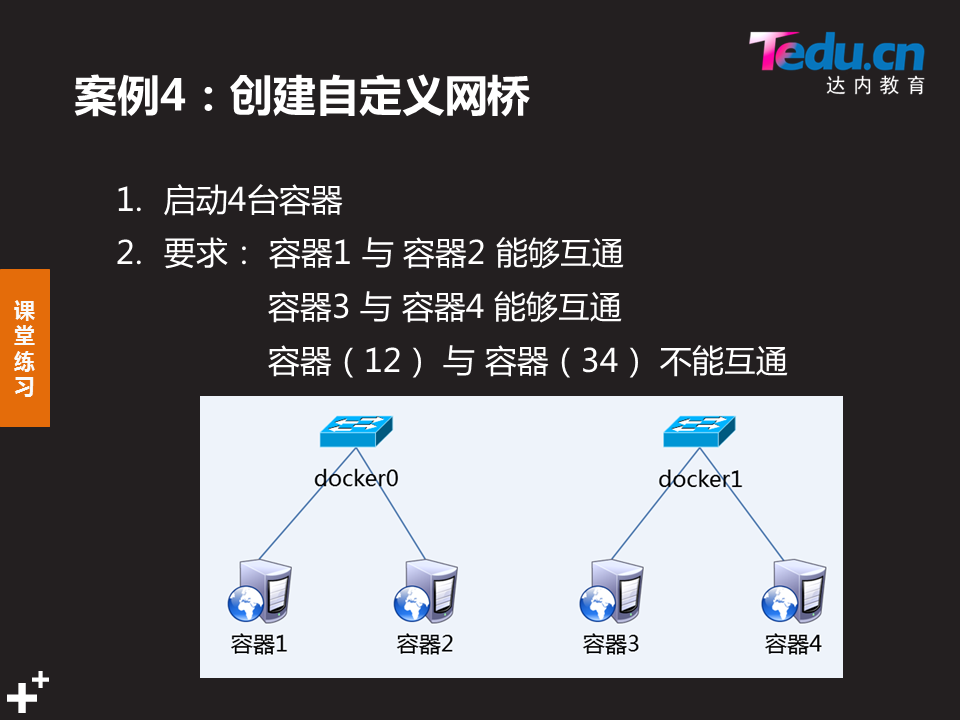 Tedu.cn
达内教育
案例4：创建自定义网桥
1. 启动4台容器
2. 要求： 容器1 与 容器2 能够互通
容器3 与 容器4 能够互通
容器（12） 与 容器（34） 不能互通
课堂练习
docker0
docker1
容器1
容器2
容器3
容器4